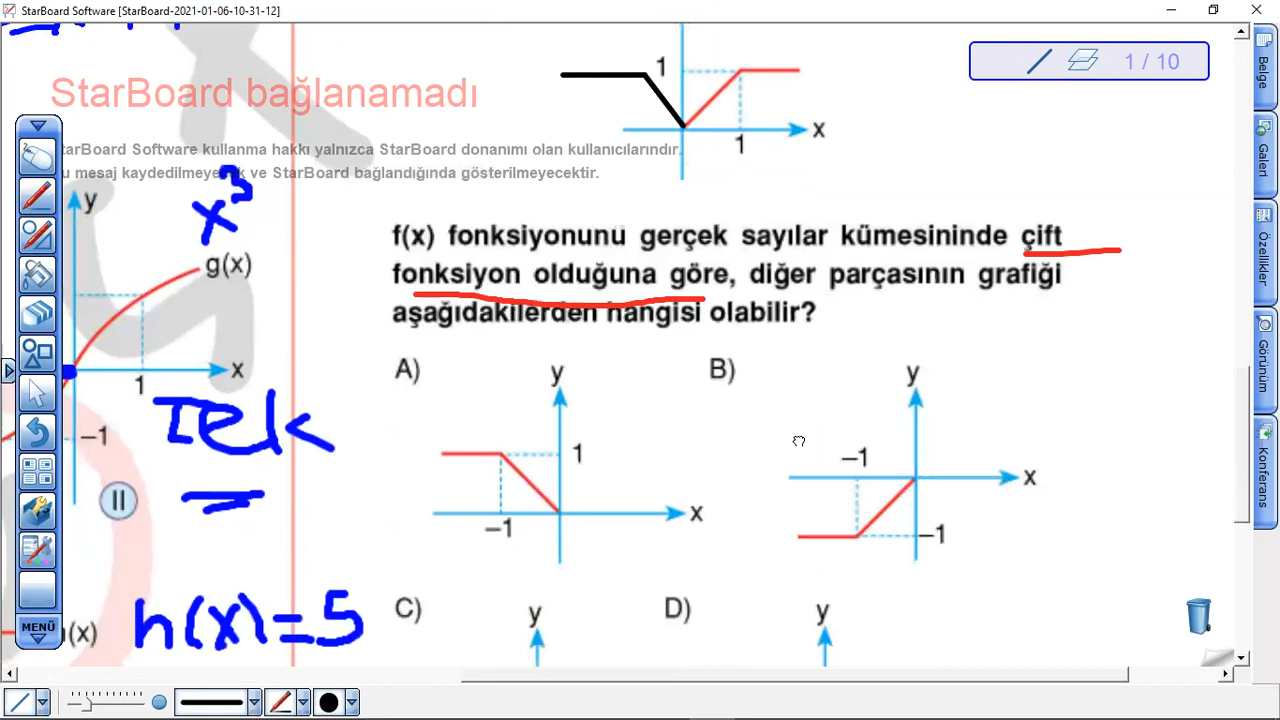 StarBoard Software [StarBoard-2021-01-06-10-31-12]
1 / 10
StarBoard bağlanamadı
StarBoard Software kullanma hakkı yalnızca StarBoard donanımı olan kullanıcılarındır.
mesaj kaydedilmeyecek ve StarBoard bağlandığında gösterilmeyecektir.
1
x
1
y
x³
g(x)
x
1
–1
Tek
h(x)=5
(x)
f(x) fonksiyonunu gerçek sayılar kümesininde çift
fonksiyon olduğuna göre, diğer parçasının grafiği
aşağıdakilerden hangisi olabilir?
A)
y
1
x
–1
B)
y
–1
x
–1
C)
y
D)
y
MENÜ
Belge
Galeri
Özellikler
Görünüm
Konferans